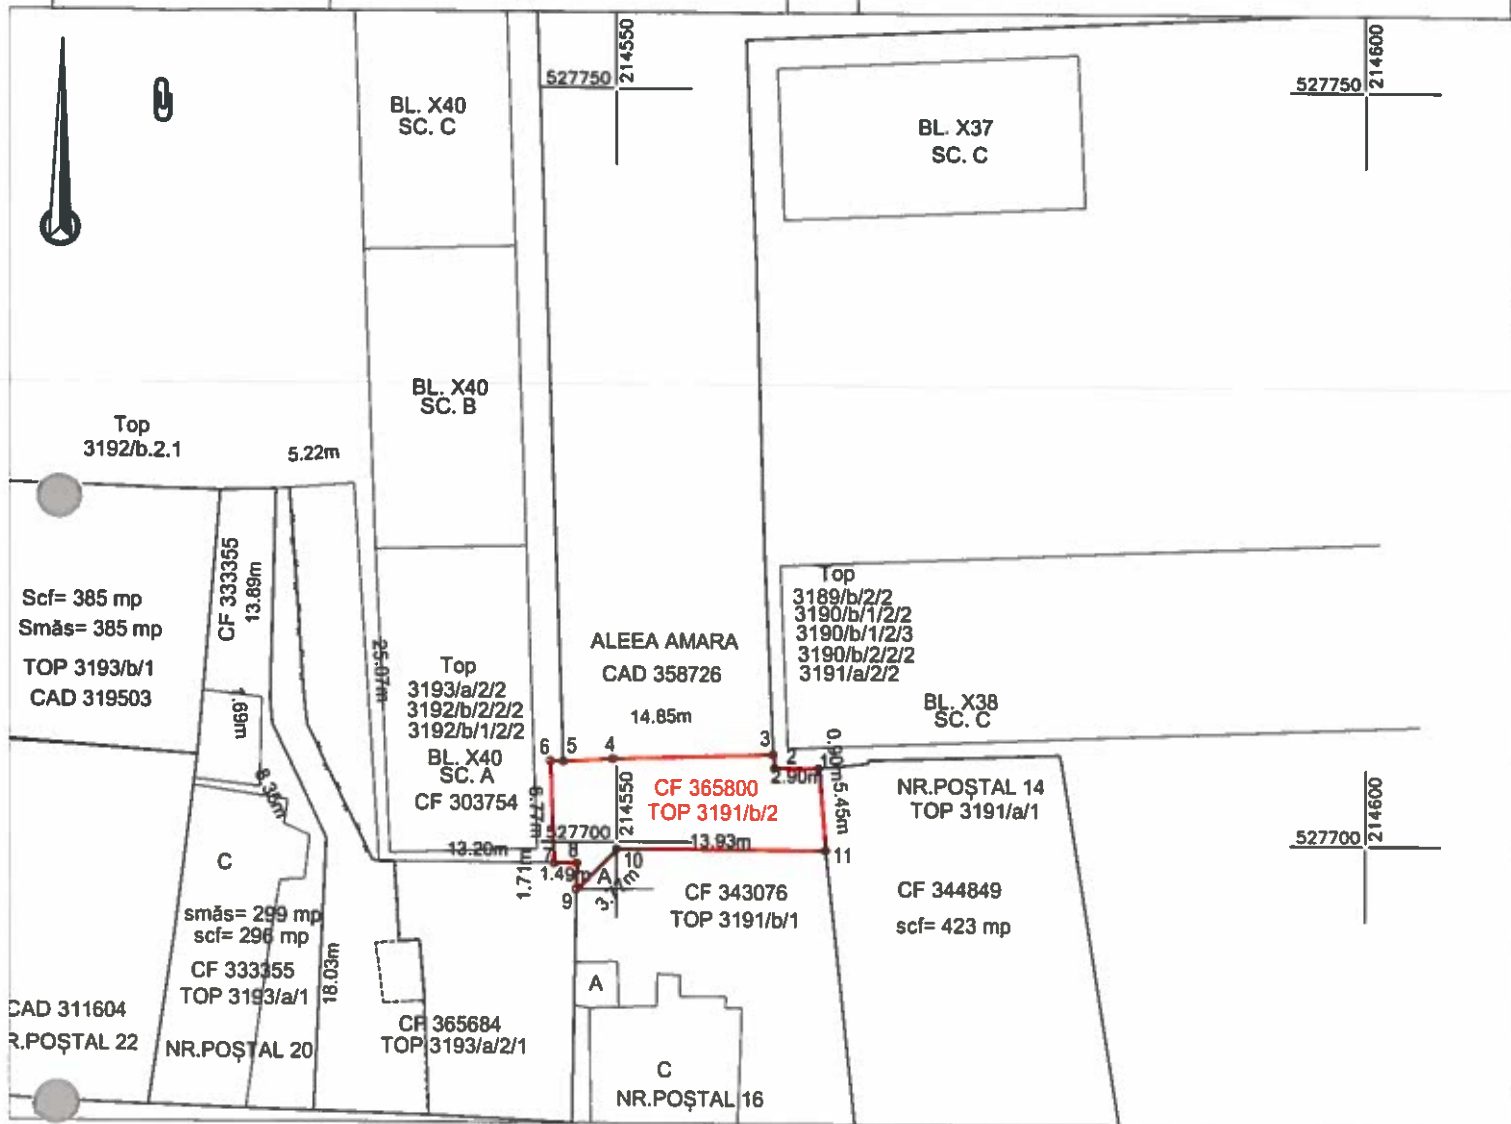 527750
214550
527750
214600
BL. X40
SC. C
BL. X37
SC. C
BL. X40
SC. B
Top
3192/b.2.1
5.22m
CF 333355
13.89m
Scf= 385 mp
Smăs= 385 mp
TOP 3193/b/1
CAD 319503
1.69m
8.36m
25.07m
Top
3193/a/2/2
3192/b/2/2/2
3192/b/1/2/2
BL. X40
SC. A
CF 303754
13.20m
ALEEA AMARA
CAD 358726
14.85m
Top
3189/b/2/2
3190/b/1/2/2
3190/b/1/2/3
3190/b/2/2/2
3191/a/2/2
BL. X38
SC. C
6
5
4
3
2
1
0.90m
2.90m
5.45m
6.77m
CF 365800
TOP 3191/b/2
214550
527700
13.93m
7
8
10
11
1.71m
1.49m
A
9
CF 343076
TOP 3191/b/1
NR.POȘTAL 14
TOP 3191/a/1
CF 344849
scf= 423 mp
527700
214600
C
smăs= 299 mp
scf= 296 mp
CF 333355
TOP 3193/a/1
18.03m
CAD 311604
R.POȘTAL 22
NR.POȘTAL 20
CF 365684
TOP 3193/a/2/1
A
C
NR.POȘTAL 16